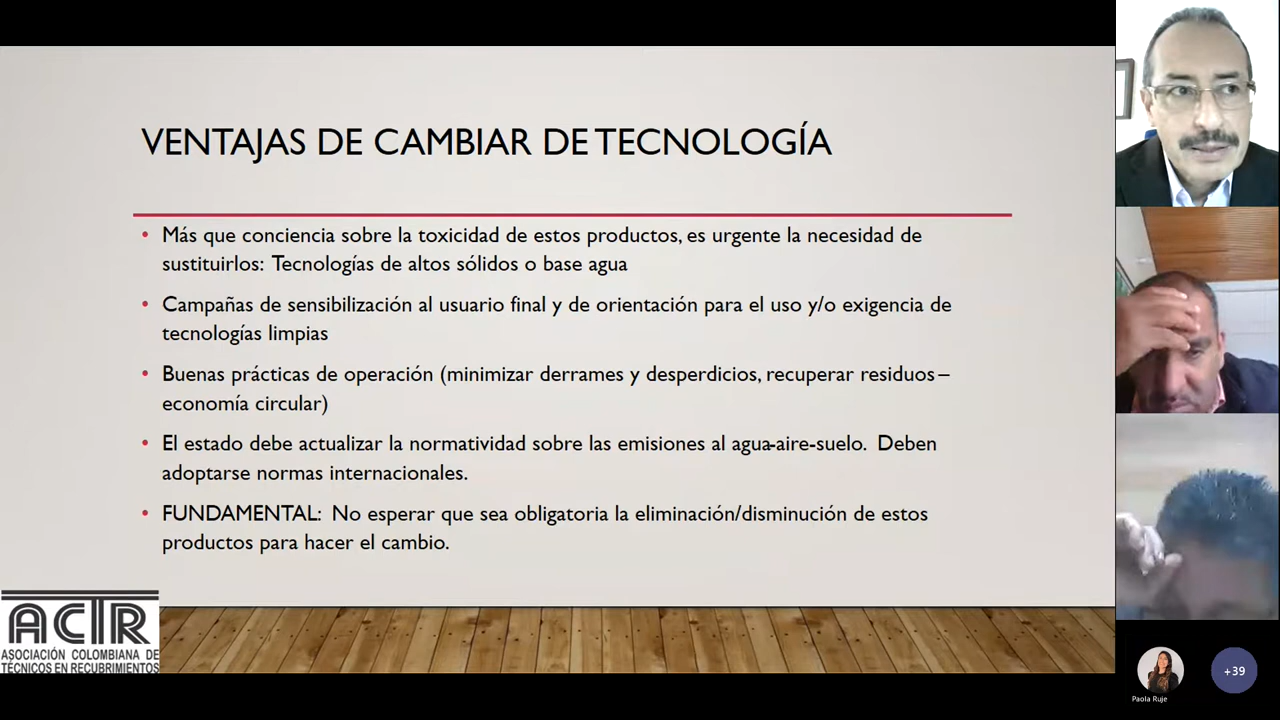 VENTAJAS DE CAMBIAR DE TECNOLOGÍA
• Más que conciencia sobre la toxicidad de estos productos, es urgente la necesidad de
sustituirlos: Tecnologías de altos sólidos o base agua
• Campañas de sensibilización al usuario final y de orientación para el uso y/o exigencia de
tecnologías limpias
• Buenas prácticas de operación (minimizar derrames y desperdicios, recuperar residuos –
economía circular)
• El estado debe actualizar la normatividad sobre las emisiones al agua-aire-suelo. Deben
adoptarse normas internacionales.
• FUNDAMENTAL: No esperar que sea obligatoria la eliminación/disminución de estos
productos para hacer el cambio.
ACTR
ASOCIACIÓN COLOMBIANA DE
TÉCNICOS EN RECUBRIMIENTOS
Paola Ruje
+39